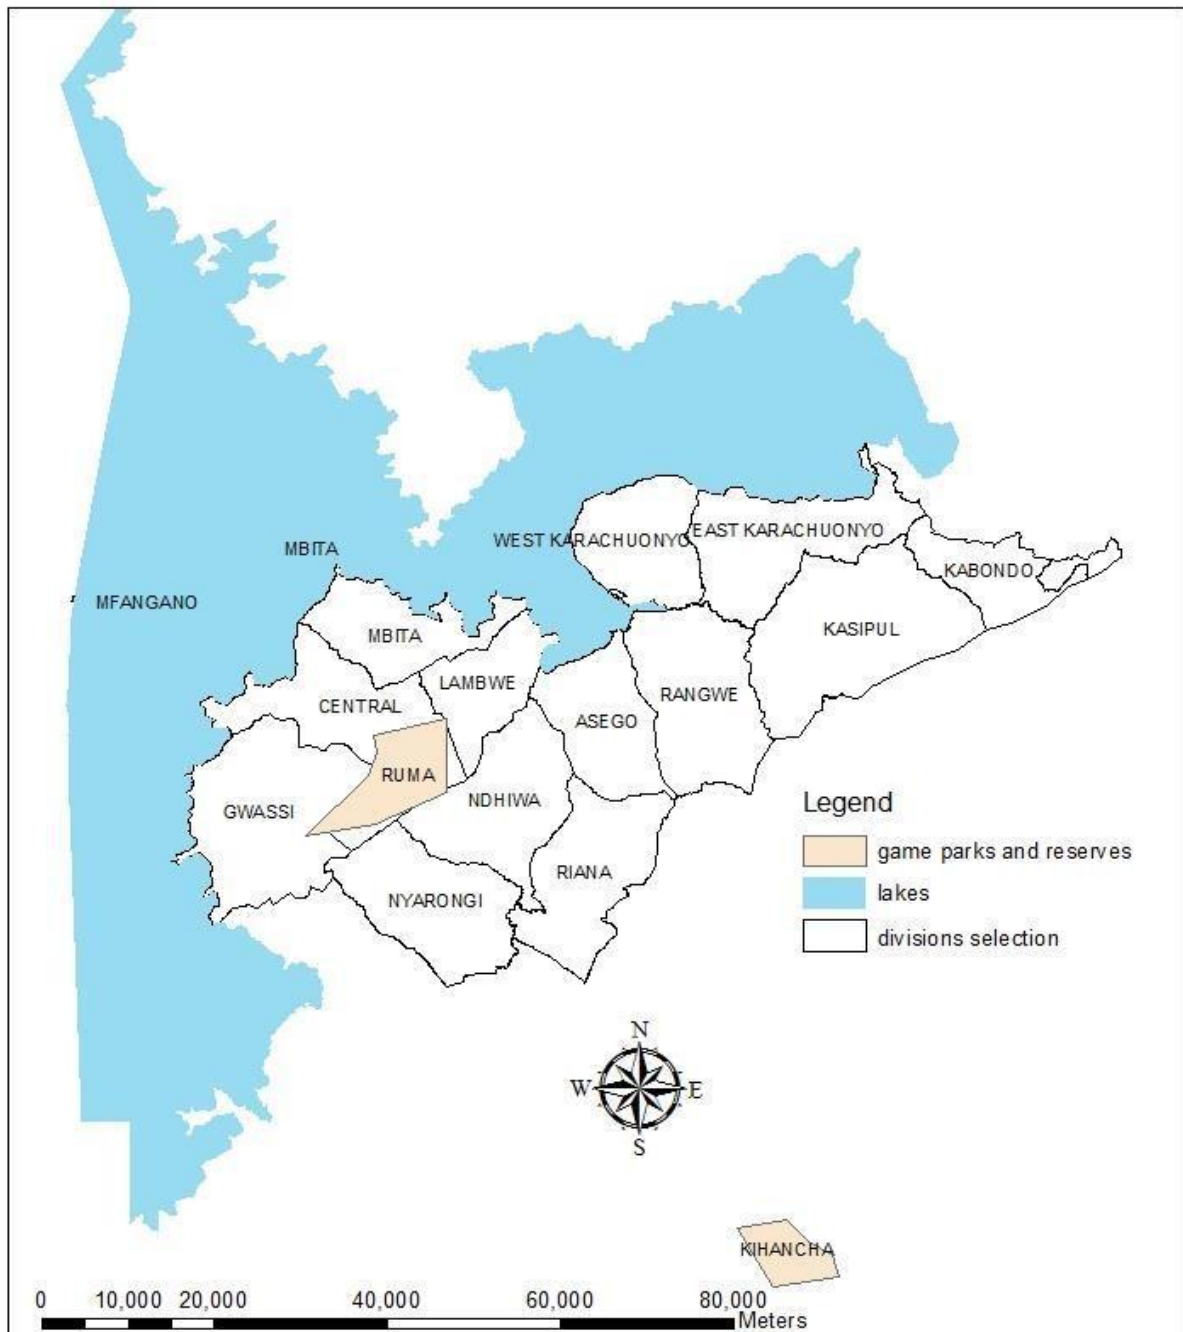 WEST KARACHUONYO
EAST KARACHUONYO
MBITA
KABONDO
MFANGANO
KASIPUL
MBITA
LAMBWE
RANGWE
CENTRAL
ASEGO
RUMA
NDHIWA
GWASSI
RIANA
NYARONGI
Legend
game parks and reserves
lakes
divisions selection
N
W
E
S
KIHANCHA
0 10,000 20,000 40,000 60,000 80,000
Meters